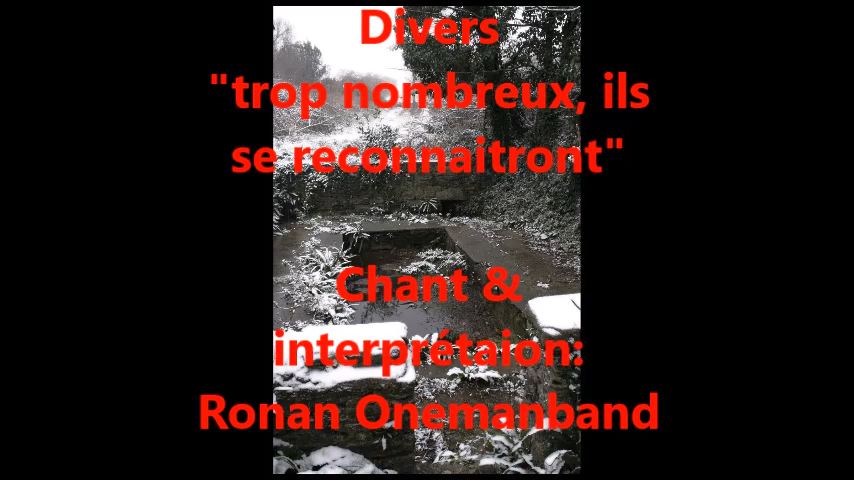 Divers
"trop nombreux, ils
se reconnaitront"
Chant &
interprétaion:
Ronan Onemanband